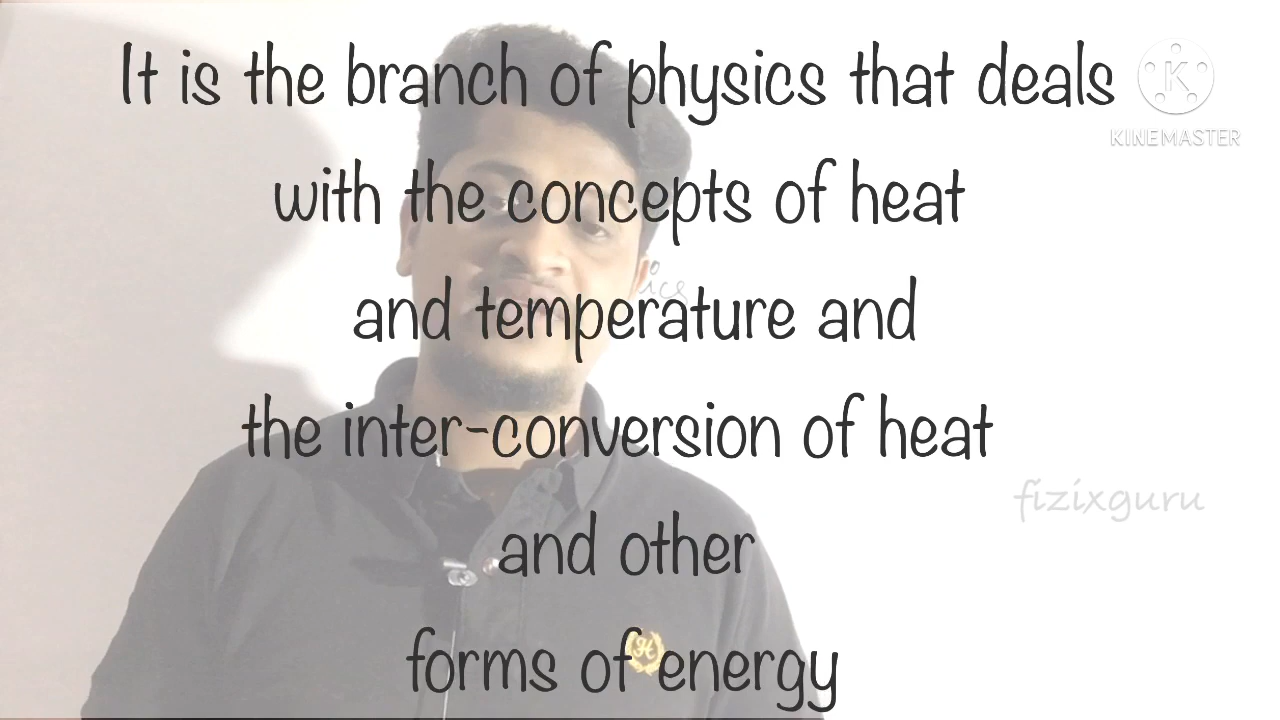 It is the branch of physics that deals
KINEMASTER
with the concepts of heat
ics
and temperature and
the inter-conversion of heat
fizixguru
and other
forms of energy